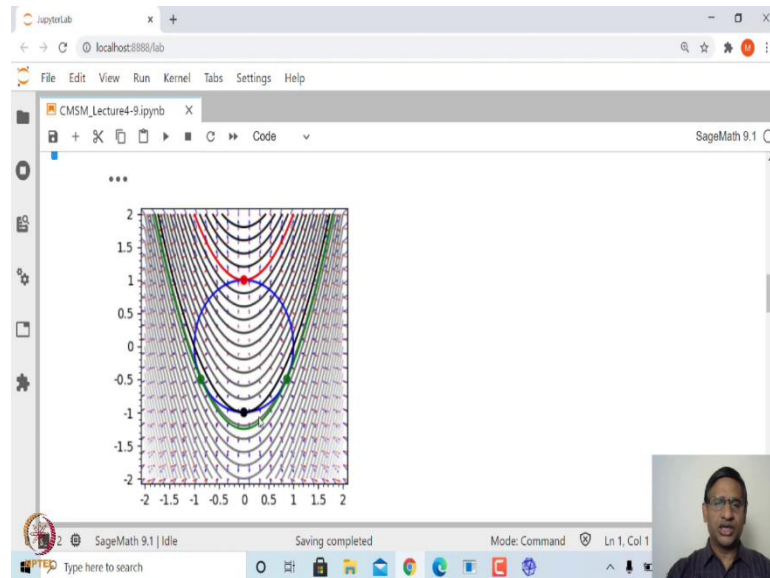 JupyterLab
localhost:8888/lab
M
File Edit View Run Kernel Tabs Settings Help
CMSM_Lecture4-9.ipynb
Code
SageMath 9.1
2
1.5
1
0.5
0
-0.5
-1
-1.5
-2
-2 -1.5 -1 -0.5 0 0.5 1 1.5 2
2 SageMath 9.1 | Idle Saving completed Mode: Command Ln 1, Col 1
NPTEL
Type here to search